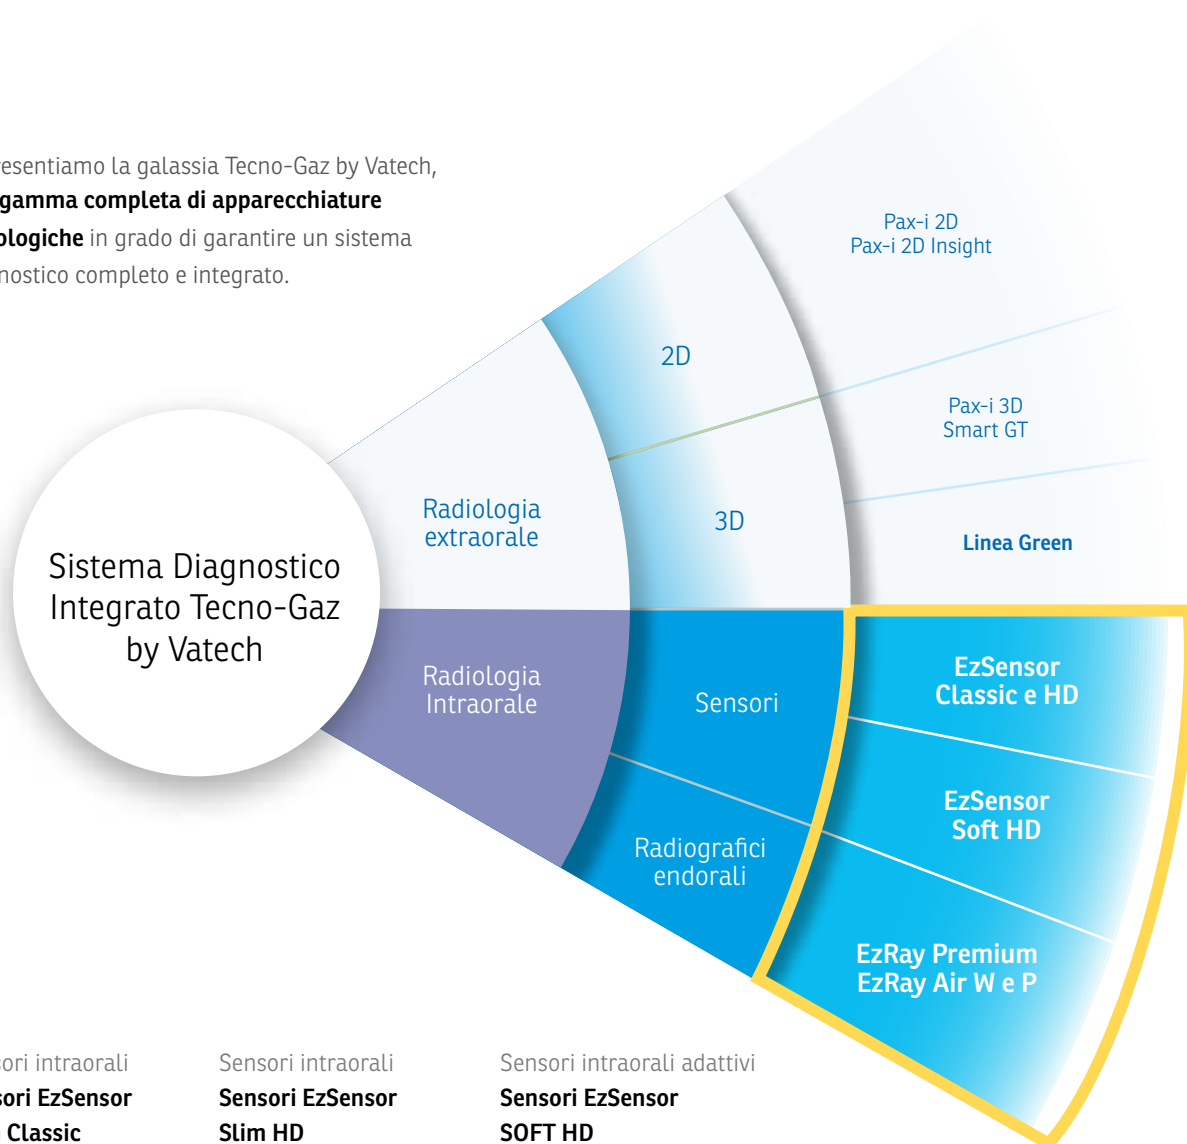 esentiamo la galassia Tecno-Gaz by Vatech,
gamma completa di apparecchiature
ologiche in grado di garantire un sistema
nostico completo e integrato.
Pax-i 2D
Pax-i 2D Insight
2D
Pax-i 3D
Smart GT
3D
Radiologia
extraorale
Linea Green
Sistema Diagnostico
Integrato Tecno-Gaz
by Vatech
Radiologia
Intraorale
Sensori
EzSensor
Classic e HD
EzSensor
Soft HD
Radiografici
endorali
EzRay Premium
EzRay Air W e P
sori intraorali
sori EzSensor
Classic
Sensori intraorali
Sensori EzSensor
Slim HD
Sensori intraorali adattivi
Sensori EzSensor
SOFT HD